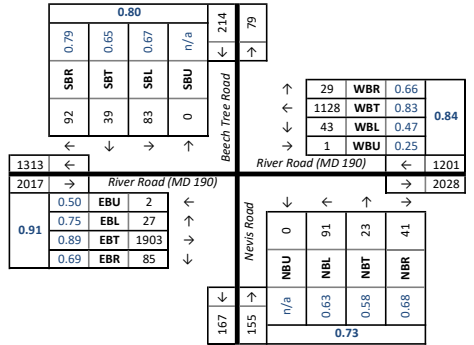 0.80
0.79 0.65 0.67 n/a
SBR SBT SBL SBU
92 39 83 0
← ↓ → ↑
214 79
↓ ↑
Beech Tree Road
↑ 29 WBR 0.66
← 1128 WBT 0.83
↓ 43 WBL 0.47
→ 1 WBU 0.25
0.84
1313 ←
River Road (MD 190)
← 1201
2017 →
River Road (MD 190)
→ 2028
0.91
0.50 EBU 2 ←
0.75 EBL 27 ↑
0.89 EBT 1903 →
0.69 EBR 85 ↓
Nevis Road
↓ ← ↑ →
0 91 23 41
NBU NBL NBT NBR
n/a 0.63 0.58 0.68
0.73
↓ ↑
167 155